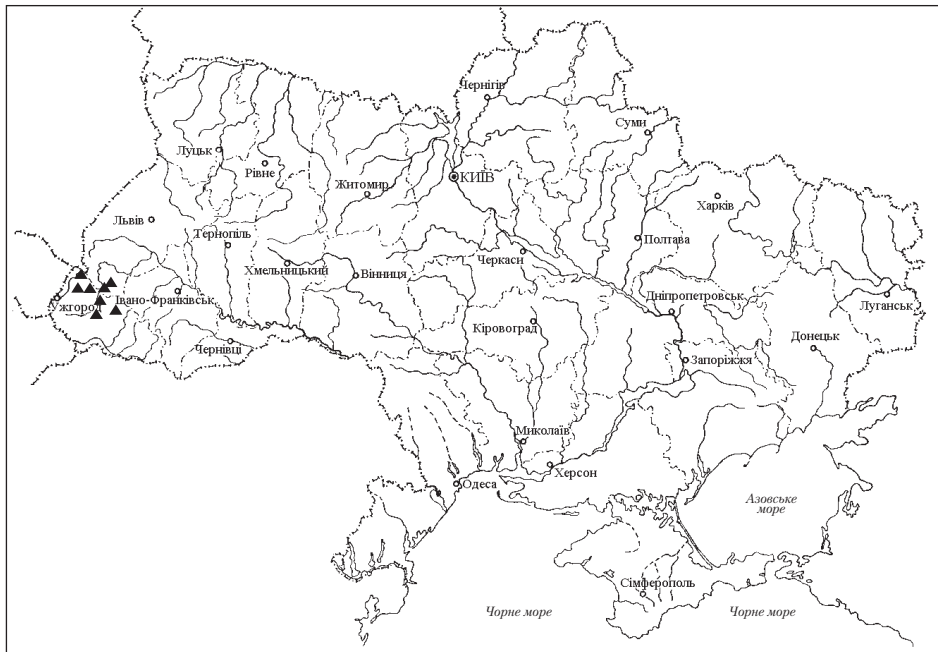 Чернігів
Суми
Луцьк
Рівне
КИЇВ
Житомир
Харків
Львів
Тернопіль
Полтава
Черкаси
Хмельницький
Вінниця
Ужгород
Івано-Франківськ
Дніпропетровськ
Луганськ
Кіровоград
Донецьк
Чернівці
Запоріжжя
Миколаїв
Херсон
Одеса
Азовське
море
Сімферополь
Чорне море
Чорне море